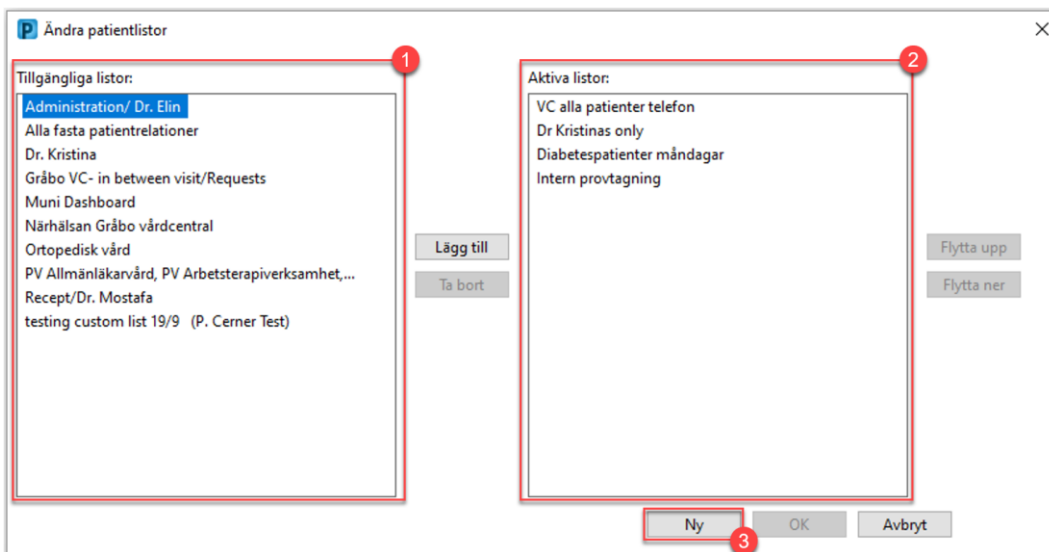 Ändra patientlistor
1
2
Tillgängliga listor:
Administration/ Dr. Elin
Alla fasta patientrelationer
Dr. Kristina
Gråbo VC- in between visit/Requests
Muni Dashboard
Närhälsan Gråbo vårdcentral
Ortopedisk vård
PV Allmänläkarvård, PV Arbetsterapiverksamhet,...
Recept/Dr. Mostafa
testing custom list 19/9 (P. Cerner Test)
Lägg till
Ta bort
Aktiva listor:
VC alla patienter telefon
Dr Kristinas only
Diabetespatienter måndagar
Intern provtagning
Flytta upp
Flytta ner
Ny
OK
Avbryt
3